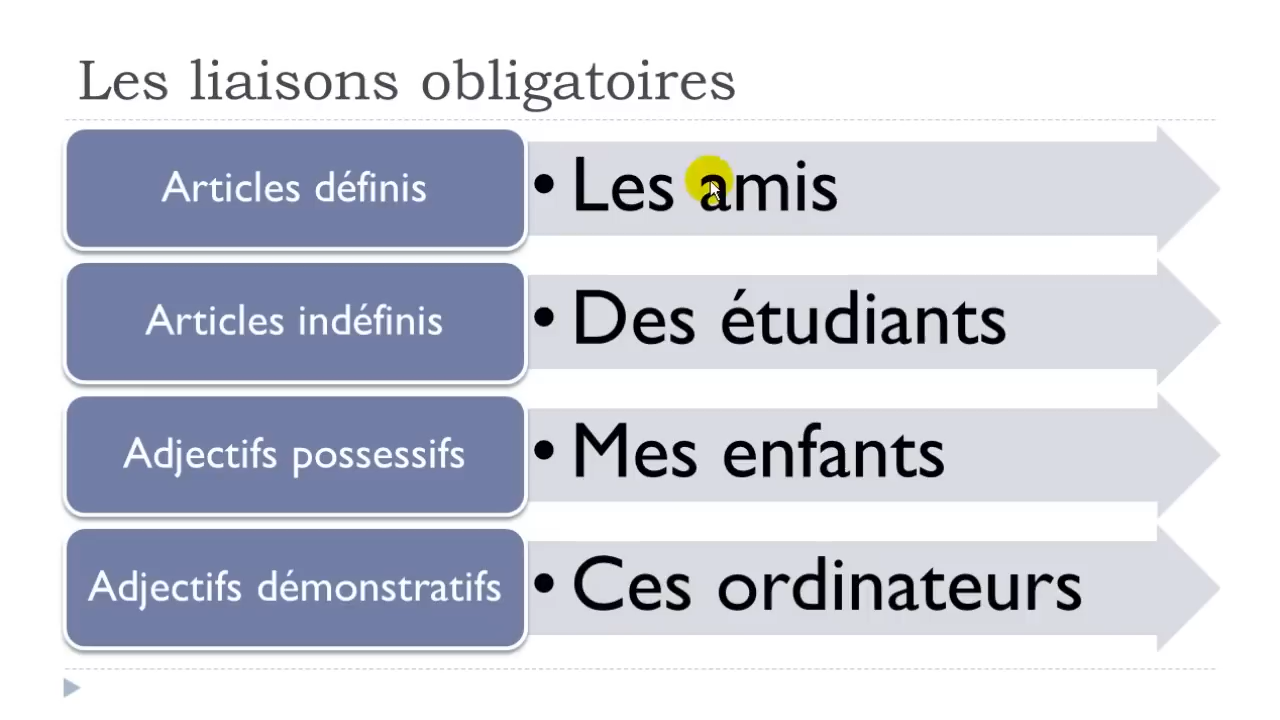 Les liaisons obligatoires
Articles définis
• Les amis
Articles indéfinis
• Des étudiants
Adjectifs possessifs
• Mes enfants
Adjectifs démonstratifs
• Ces ordinateurs